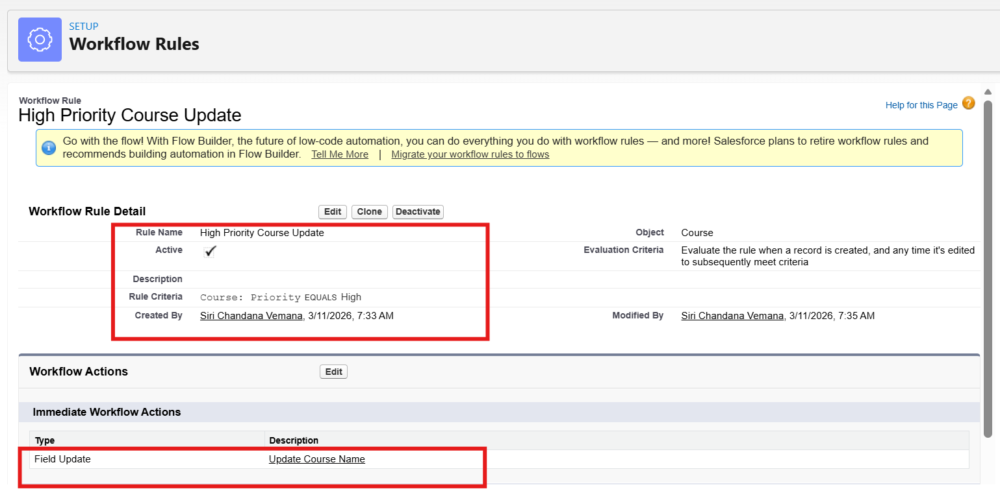 SETUP
Workflow Rules
Workflow Rule
High Priority Course Update
Help for this Page ?
Go with the flow! With Flow Builder, the future of low-code automation, you can do everything you do with workflow rules — and more! Salesforce plans to retire workflow rules and
recommends building automation in Flow Builder. Tell Me More | Migrate your workflow rules to flows
Workflow Rule Detail Edit Clone Deactivate
Rule Name High Priority Course Update Object Course
Active Evaluation Criteria Evaluate the rule when a record is created, and any time it's edited
to subsequently meet criteria
Description
Rule Criteria Course: Priority EQUALS High
Created By Siri Chandana Vemana, 3/11/2026, 7:33 AM Modified By Siri Chandana Vemana, 3/11/2026, 7:35 AM
Workflow Actions Edit
Immediate Workflow Actions
Type Description
Field Update Update Course Name